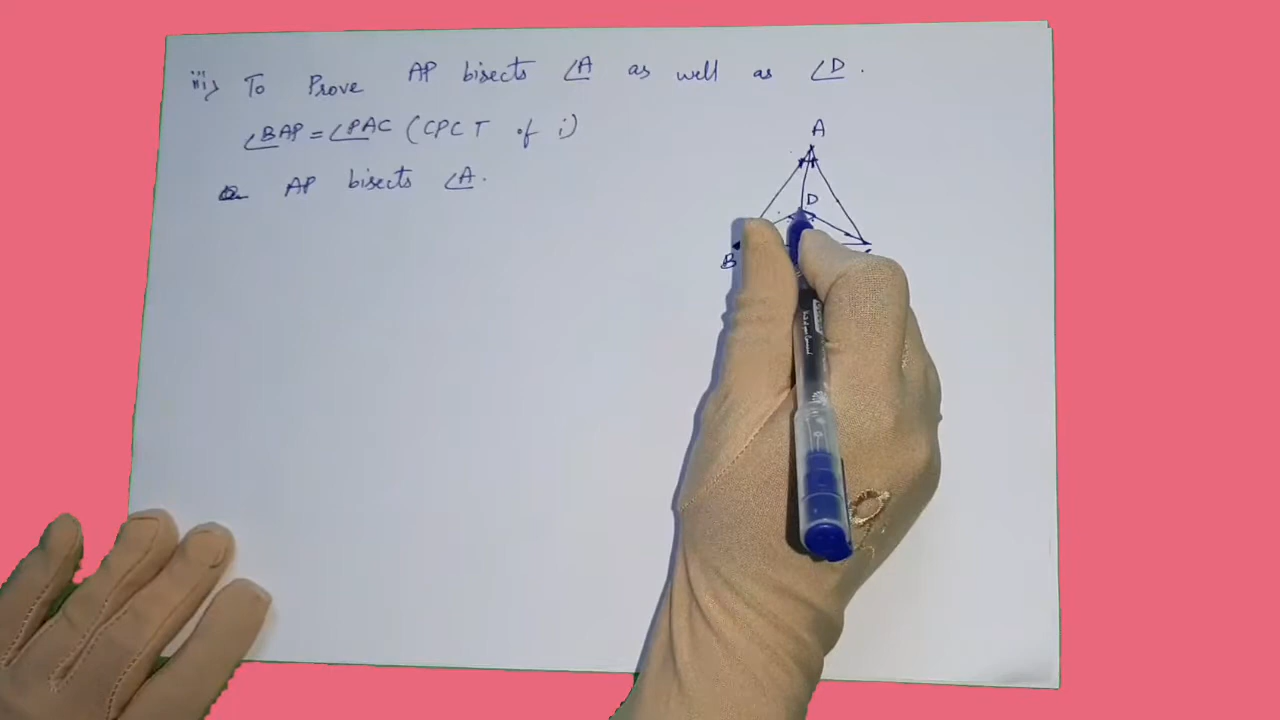 iii) To Prove AP bisects ∠A as well as ∠D.
∠BAP = ∠PAC (CPCT of i)
AP bisects ∠A.
A
D
B